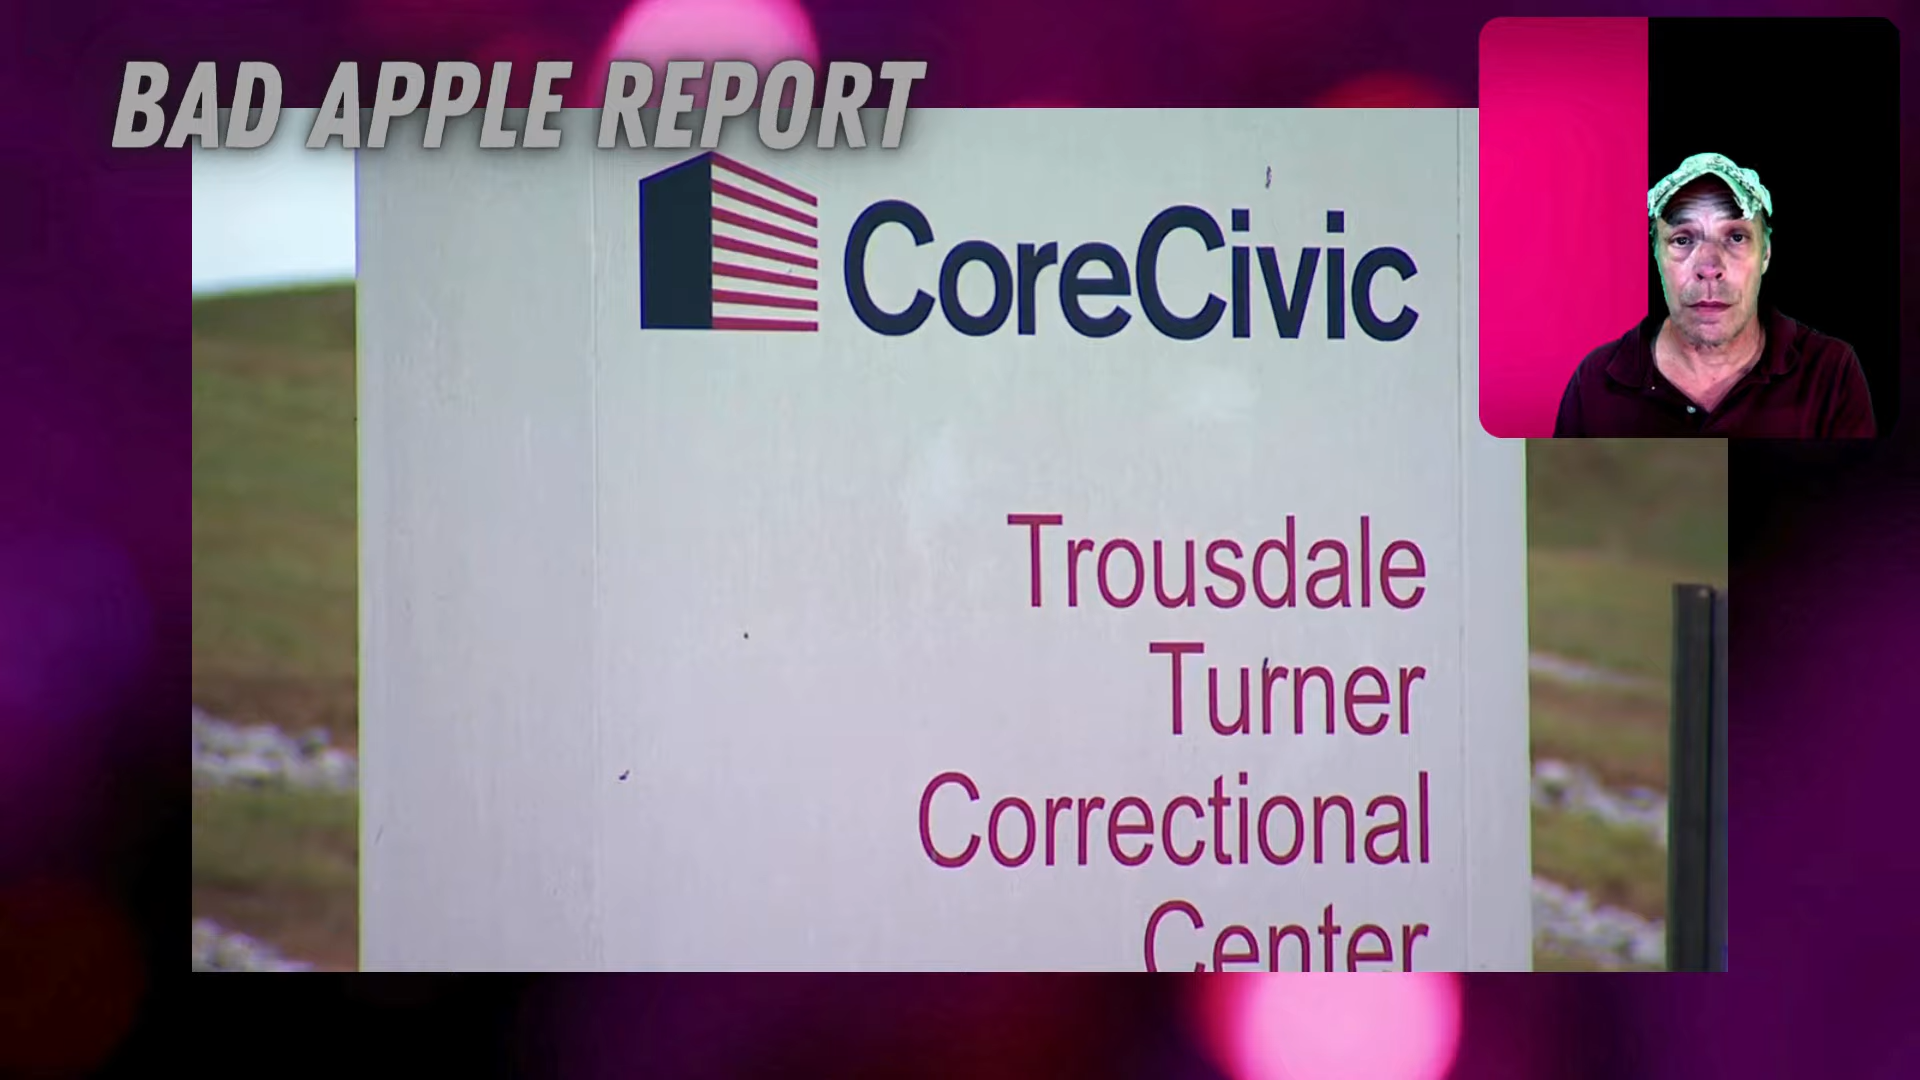 BAD APPLE REPORT
CoreCivic
Trousdale
Turner
Correctional
Center